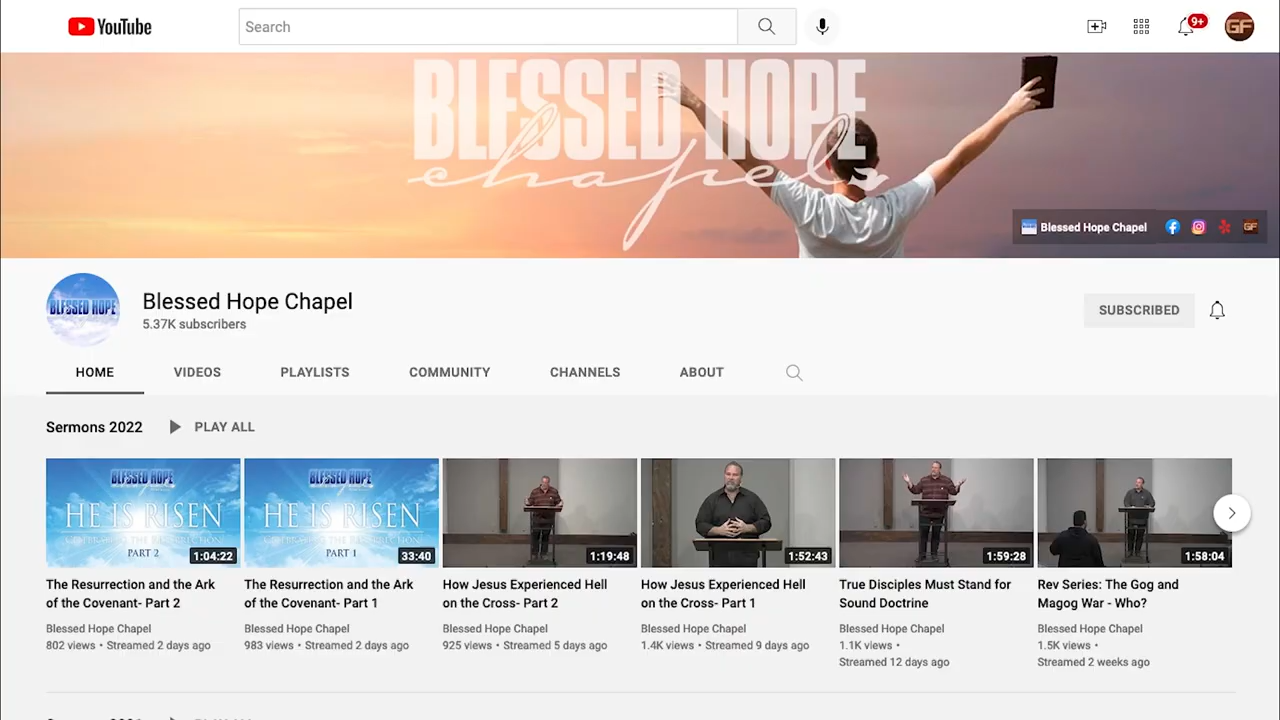 YouTube
Search
9+
GF
BLESSED HOPE
chapel
Blessed Hope Chapel
GF
BLESSED HOPE
Blessed Hope Chapel
5.37K subscribers
SUBSCRIBED
HOME VIDEOS PLAYLISTS COMMUNITY CHANNELS ABOUT
Sermons 2022 PLAY ALL
BLESSED HOPE
HE IS RISEN
CELEBRATING THE RESURRECTION
PART 2
1:04:22
BLESSED HOPE
HE IS RISEN
CELEBRATING THE RESURRECTION
PART 1
33:40
1:19:48
1:52:43
1:59:28
1:58:04
The Resurrection and the Ark
of the Covenant- Part 2
Blessed Hope Chapel
802 views • Streamed 2 days ago
The Resurrection and the Ark
of the Covenant- Part 1
Blessed Hope Chapel
983 views • Streamed 2 days ago
How Jesus Experienced Hell
on the Cross- Part 2
Blessed Hope Chapel
925 views • Streamed 5 days ago
How Jesus Experienced Hell
on the Cross- Part 1
Blessed Hope Chapel
1.4K views • Streamed 9 days ago
True Disciples Must Stand for
Sound Doctrine
Blessed Hope Chapel
1.1K views •
Streamed 12 days ago
Rev Series: The Gog and
Magog War - Who?
Blessed Hope Chapel
1.5K views •
Streamed 2 weeks ago